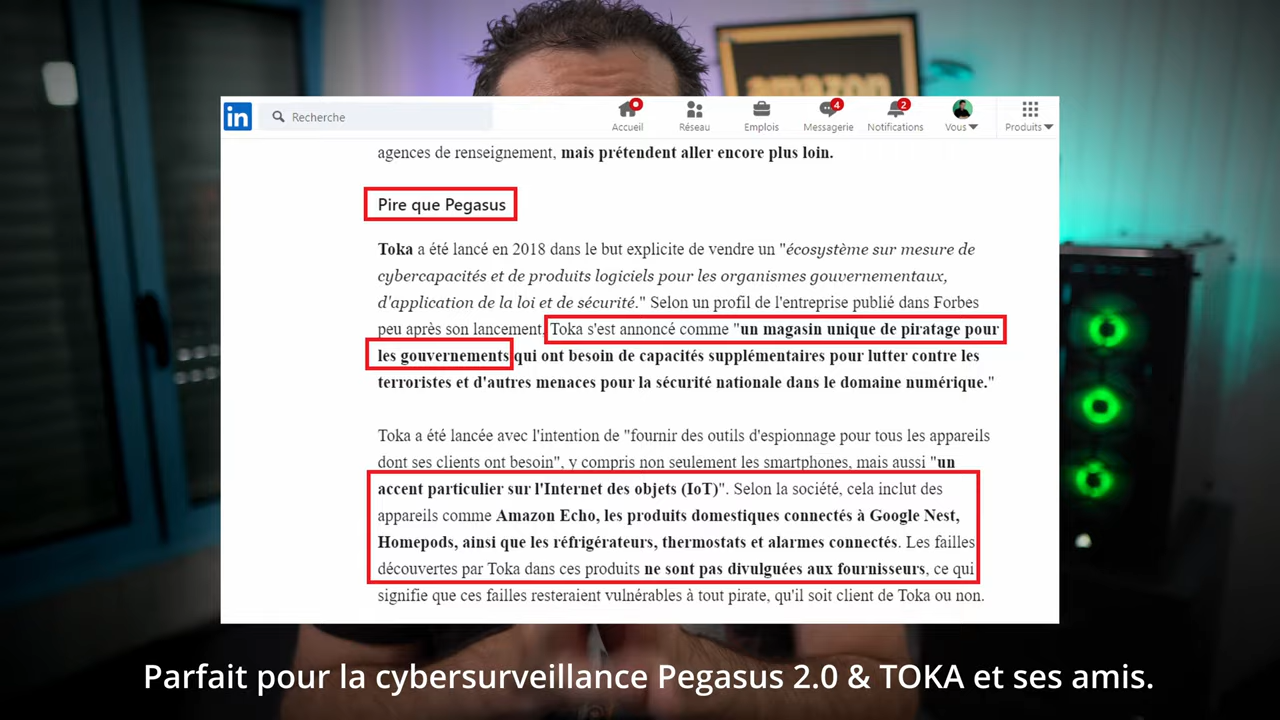 amazon
in
Recherche
Accueil
Réseau
Emplois
4
Messagerie
2
Notifications
Vous
Produits
agences de renseignement, mais prétendent aller encore plus loin.
Pire que Pegasus
Toka a été lancé en 2018 dans le but explicite de vendre un "écosystème sur mesure de
cybercapacités et de produits logiciels pour les organismes gouvernementaux,
d'application de la loi et de sécurité." Selon un profil de l'entreprise publié dans Forbes
peu après son lancement, Toka s'est annoncé comme "un magasin unique de piratage pour
les gouvernements qui ont besoin de capacités supplémentaires pour lutter contre les
terroristes et d'autres menaces pour la sécurité nationale dans le domaine numérique."
Toka a été lancée avec l'intention de "fournir des outils d'espionnage pour tous les appareils
dont ses clients ont besoin", y compris non seulement les smartphones, mais aussi "un
accent particulier sur l'Internet des objets (IoT)". Selon la société, cela inclut des
appareils comme Amazon Echo, les produits domestiques connectés à Google Nest,
Homepods, ainsi que les réfrigérateurs, thermostats et alarmes connectés. Les failles
découvertes par Toka dans ces produits ne sont pas divulguées aux fournisseurs, ce qui
signifie que ces failles resteraient vulnérables à tout pirate, qu'il soit client de Toka ou non.
Parfait pour la cybersurveillance Pegasus 2.0 & TOKA et ses amis.